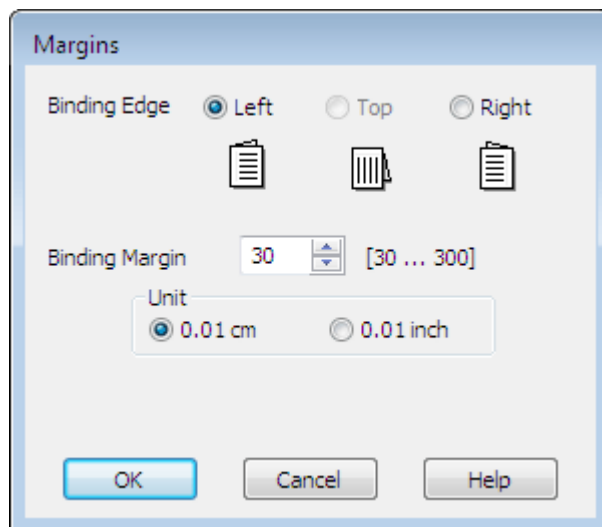 Margins
Binding Edge Left Top Right
Binding Margin 30 [30 ... 300]
Unit
0.01 cm 0.01 inch
OK Cancel Help